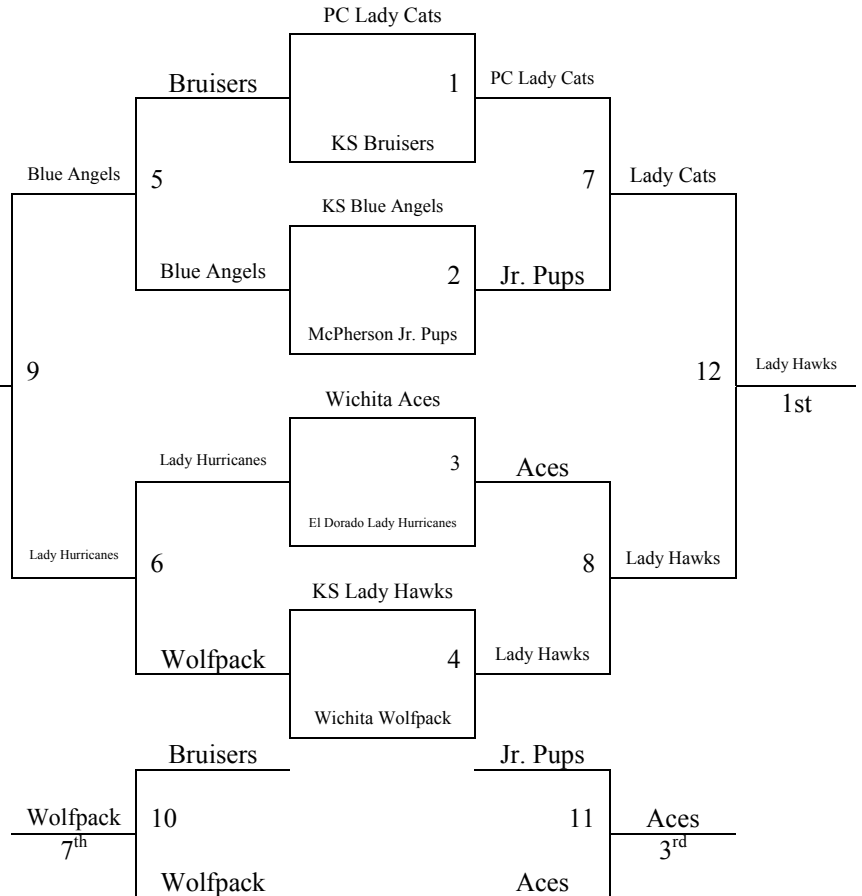 PC Lady Cats
Bruisers
1
PC Lady Cats
KS Bruisers
Blue Angels
5
7
Lady Cats
KS Blue Angels
Blue Angels
2
Jr. Pups
McPherson Jr. Pups
9
12
Lady Hawks
1st
Wichita Aces
Lady Hurricanes
3
Aces
El Dorado Lady Hurricanes
Lady Hurricanes
6
8
Lady Hawks
KS Lady Hawks
Wolfpack
4
Lady Hawks
Wichita Wolfpack
Bruisers
Jr. Pups
Wolfpack
10
11
Aces
7th
3rd
Wolfpack
Aces